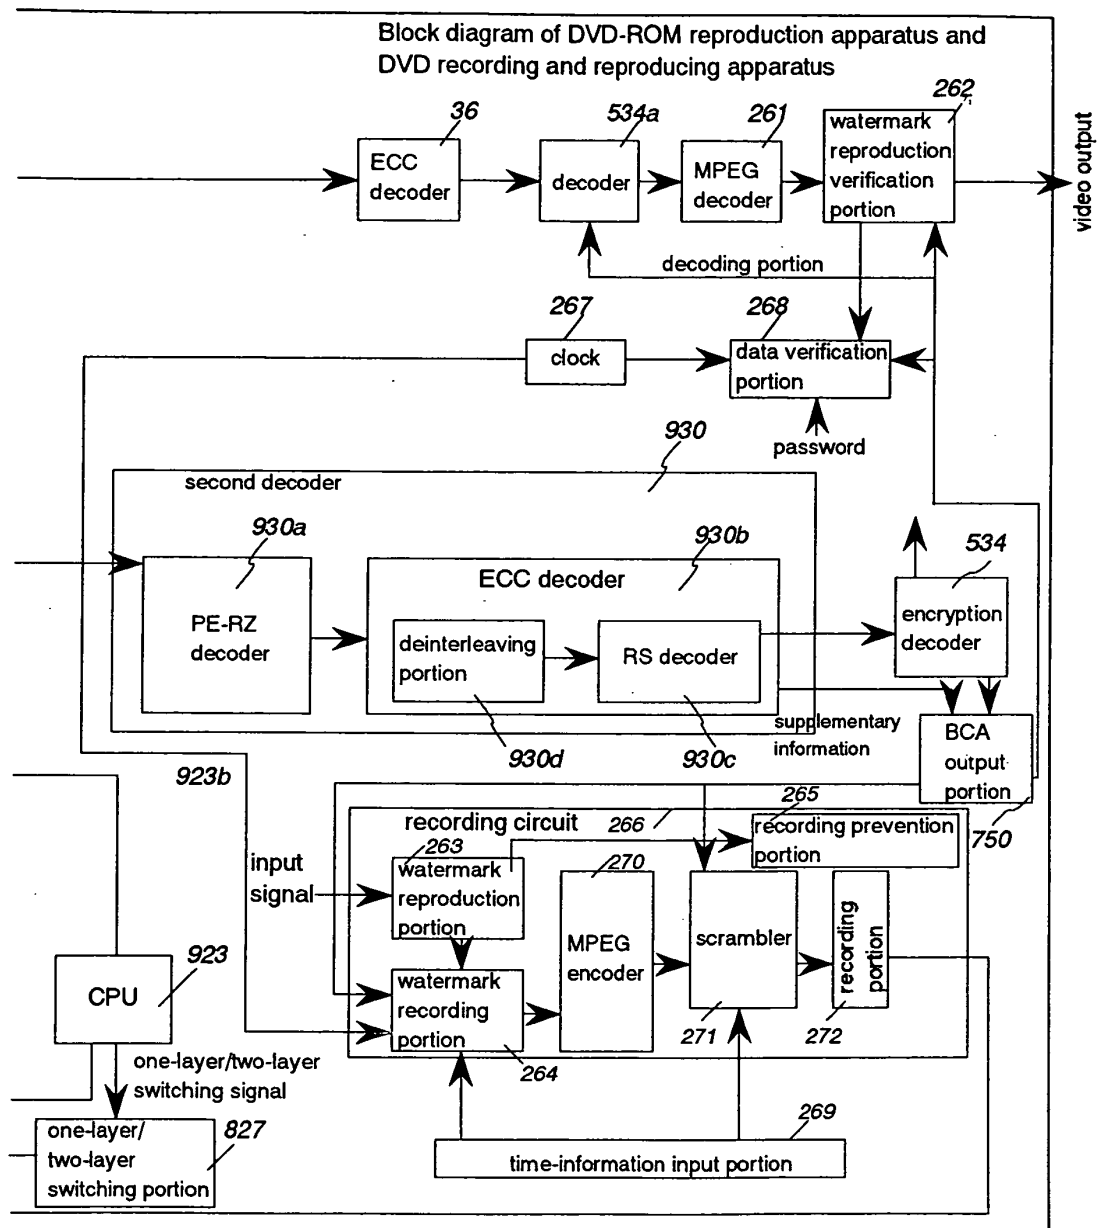 Block diagram of DVD-ROM reproduction apparatus and
DVD recording and reproducing apparatus
36
534a
261
262
ECC
decoder
decoder
MPEG
decoder
watermark
reproduction
verification
portion
video output
decoding portion
267
268
clock
data verification
portion
password
930
second decoder
930a
930b
534
ECC decoder
PE-RZ
decoder
deinterleaving
portion
RS decoder
encryption
decoder
930d
930c
supplementary
information
BCA
output
portion
750
923b
recording circuit
266
265
recording prevention
portion
input
signal
263
watermark
reproduction
portion
270
MPEG
encoder
scrambler
recording
portion
watermark
recording
portion
264
271
272
923
CPU
one-layer/two-layer
switching signal
827
one-layer/
two-layer
switching portion
269
time-information input portion